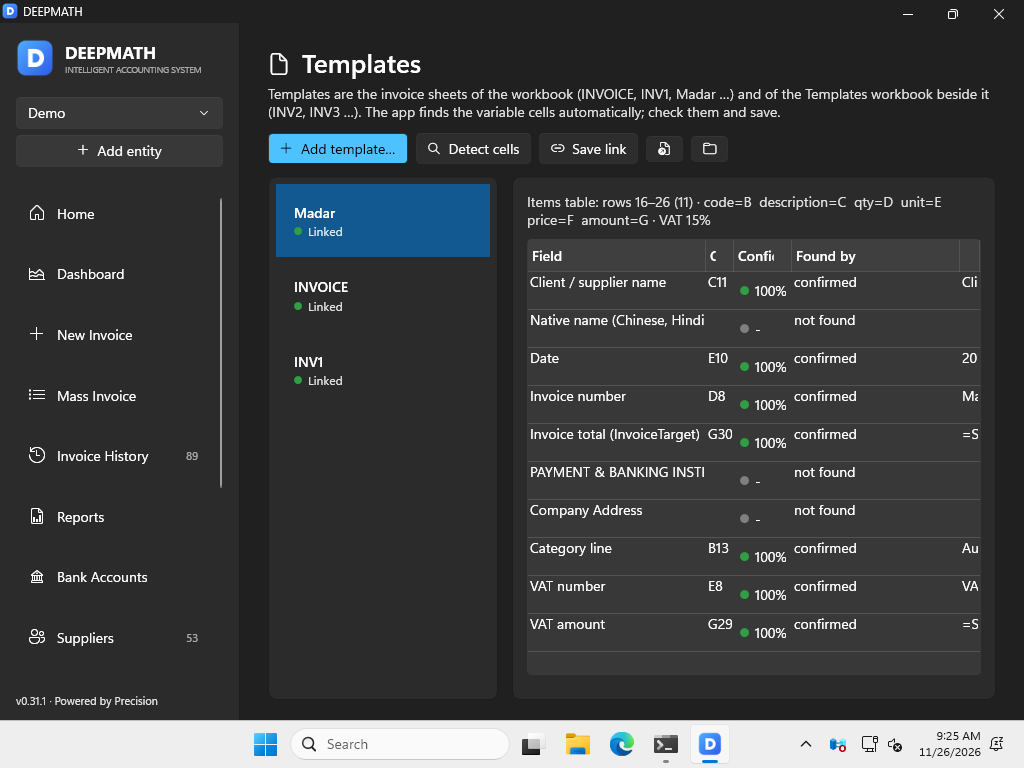 DEEPMATH
DEEPMATH
INTELLIGENT ACCOUNTING SYSTEM
Demo
Add entity
Home
Dashboard
New Invoice
Mass Invoice
Invoice History 89
Reports
Bank Accounts
Suppliers 53
v0.31.1 · Powered by Precision
Templates
Templates are the invoice sheets of the workbook (INVOICE, INV1, Madar ...) and of the Templates workbook beside it
(INV2, INV3 ...). The app finds the variable cells automatically; check them and save.
Add template... Detect cells Save link
Madar
Linked
INVOICE
Linked
INV1
Linked
Items table: rows 16–26 (11) · code=B description=C qty=D unit=E
price=F amount=G · VAT 15%
Field C Confi Found by
Client / supplier name C11 100% confirmed Cli
Native name (Chinese, Hindi - not found
Date E10 100% confirmed 20
Invoice number D8 100% confirmed Ma
Invoice total (InvoiceTarget) G30 100% confirmed =S
PAYMENT & BANKING INSTI - not found
Company Address - not found
Category line B13 100% confirmed Au
VAT number E8 100% confirmed VA
VAT amount G29 100% confirmed =S
Search
9:25 AM
11/26/2026